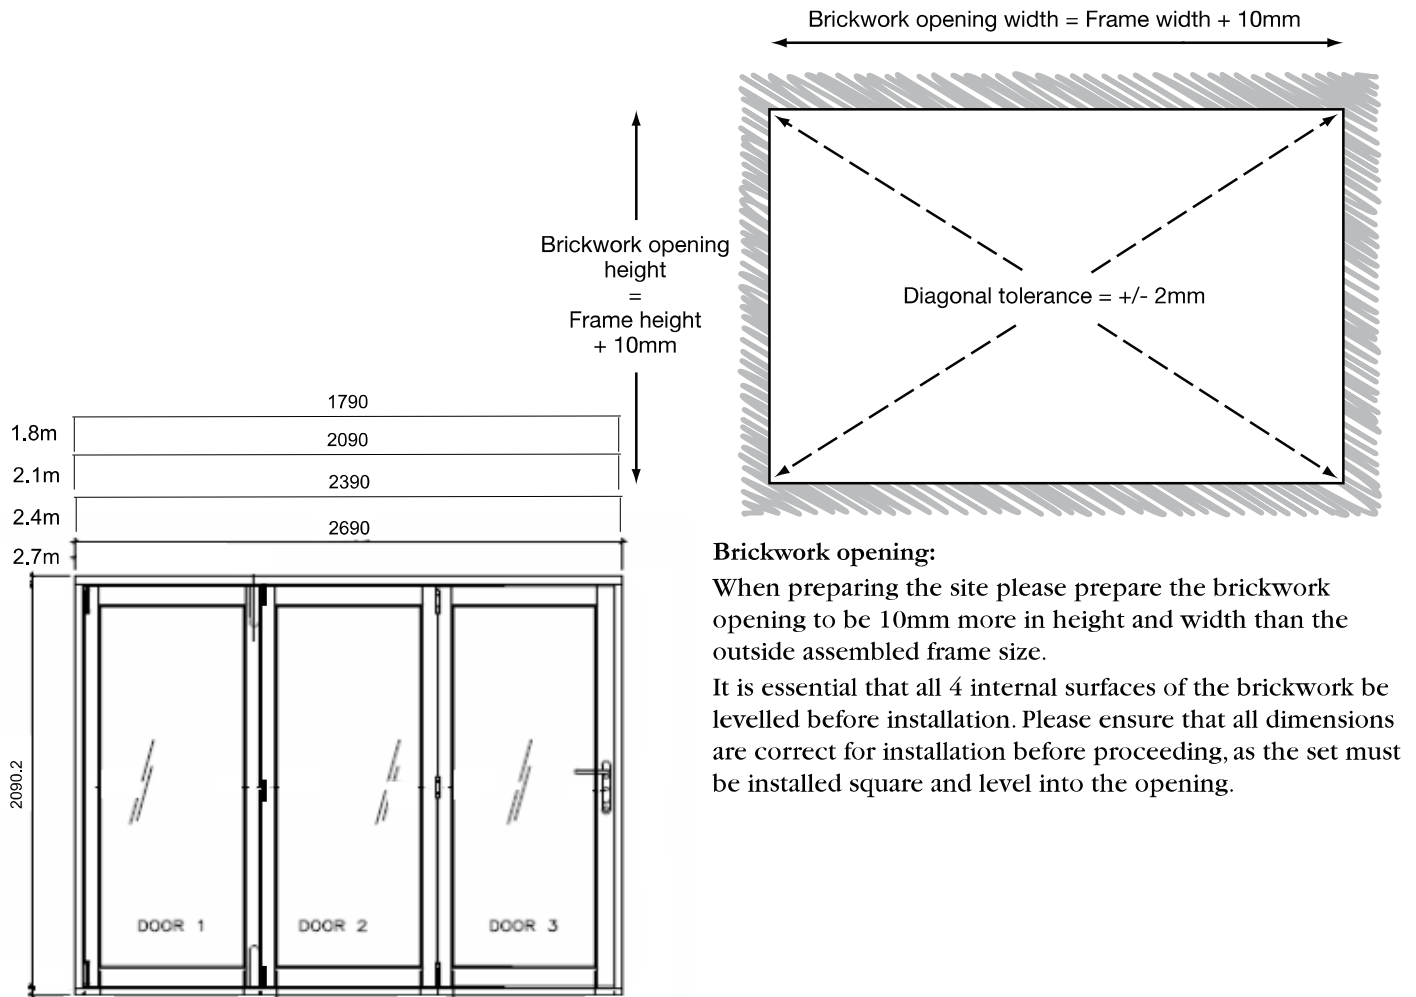 Brickwork opening width = Frame width + 10mm
Brickwork opening
height
=
Frame height
+ 10mm
Diagonal tolerance = +/- 2mm
1790
1.8m
2090
2.1m
2390
2.4m
2690
2.7m
2090.2
DOOR 1
DOOR 2
DOOR 3
Brickwork opening:
When preparing the site please prepare the brickwork
opening to be 10mm more in height and width than the
outside assembled frame size.
It is essential that all 4 internal surfaces of the brickwork be
levelled before installation. Please ensure that all dimensions
are correct for installation before proceeding, as the set must
be installed square and level into the opening.